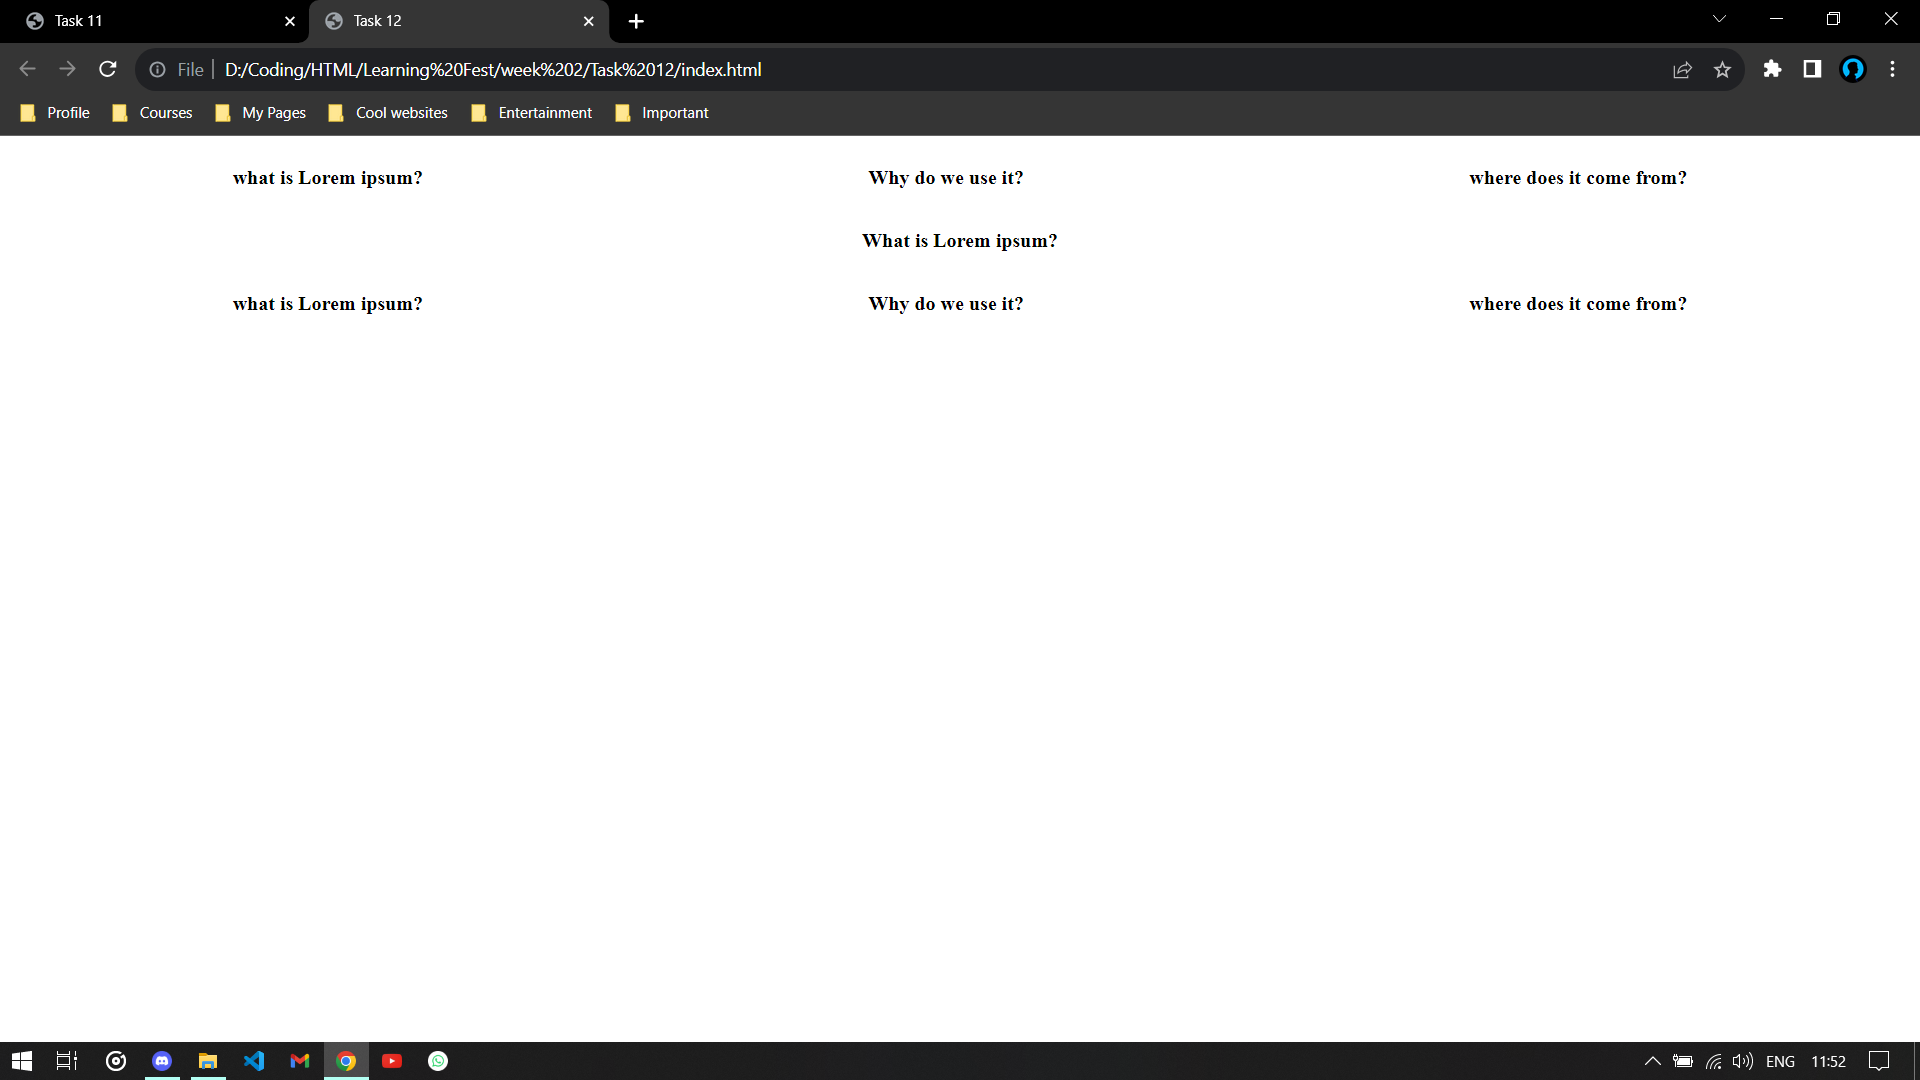 Task 11
Task 12
File D:/Coding/HTML/Learning%20Fest/week%202/Task%2012/index.html
Profile Courses My Pages Cool websites Entertainment Important
what is Lorem ipsum? Why do we use it? where does it come from?
What is Lorem ipsum?
what is Lorem ipsum? Why do we use it? where does it come from?
ENG 11:52